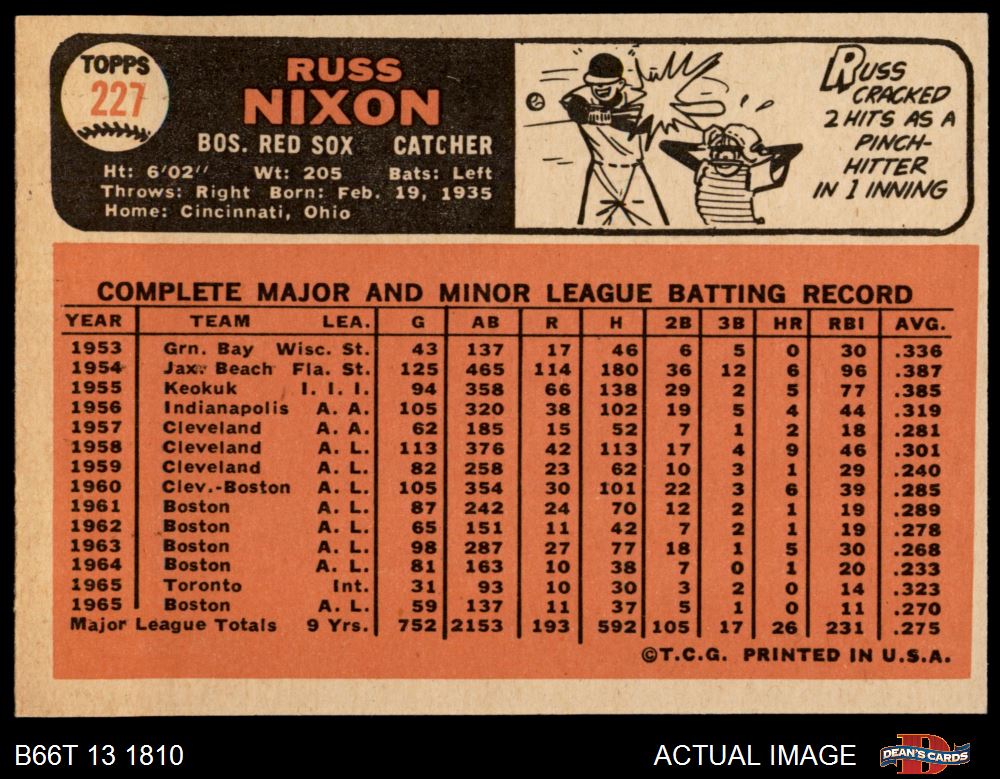 TOPPS
227
RUSS
NIXON
BOS. RED SOX CATCHER
Ht: 6'02" Wt: 205 Bats: Left
Throws: Right Born: Feb. 19, 1935
Home: Cincinnati, Ohio
RUSS
CRACKED
2 HITS AS A
PINCH-
HITTER
IN 1 INNING
COMPLETE MAJOR AND MINOR LEAGUE BATTING RECORD
YEAR TEAM LEA. G AB R H 2B 3B HR RBI AVG.
1953 Grn. Bay Wisc. St. 43 137 17 46 6 5 0 30 .336
1954 Jax. Beach Fla. St. 125 465 114 180 36 12 6 96 .387
1955 Keokuk I. I. I. 94 358 66 138 29 2 5 77 .385
1956 Indianapolis A. A. 105 320 38 102 19 5 4 44 .319
1957 Cleveland A. A. 62 185 15 52 7 1 2 18 .281
1958 Cleveland A. L. 113 376 42 113 17 4 9 46 .301
1959 Cleveland A. L. 82 258 23 62 10 3 1 29 .240
1960 Clev.-Boston A. L. 105 354 30 101 22 3 6 39 .285
1961 Boston A. L. 87 242 24 70 12 2 1 19 .289
1962 Boston A. L. 65 151 11 42 7 2 1 19 .278
1963 Boston A. L. 98 287 27 77 18 1 5 30 .268
1964 Boston A. L. 81 163 10 38 7 0 1 20 .233
1965 Toronto Int. 31 93 10 30 3 2 0 14 .323
1965 Boston A. L. 59 137 11 37 5 1 0 11 .270
Major League Totals 9 Yrs. 752 2153 193 592 105 17 26 231 .275
©T.C.G. PRINTED IN U.S.A.
B66T 13 1810 ACTUAL IMAGE DEAN'S CARDS